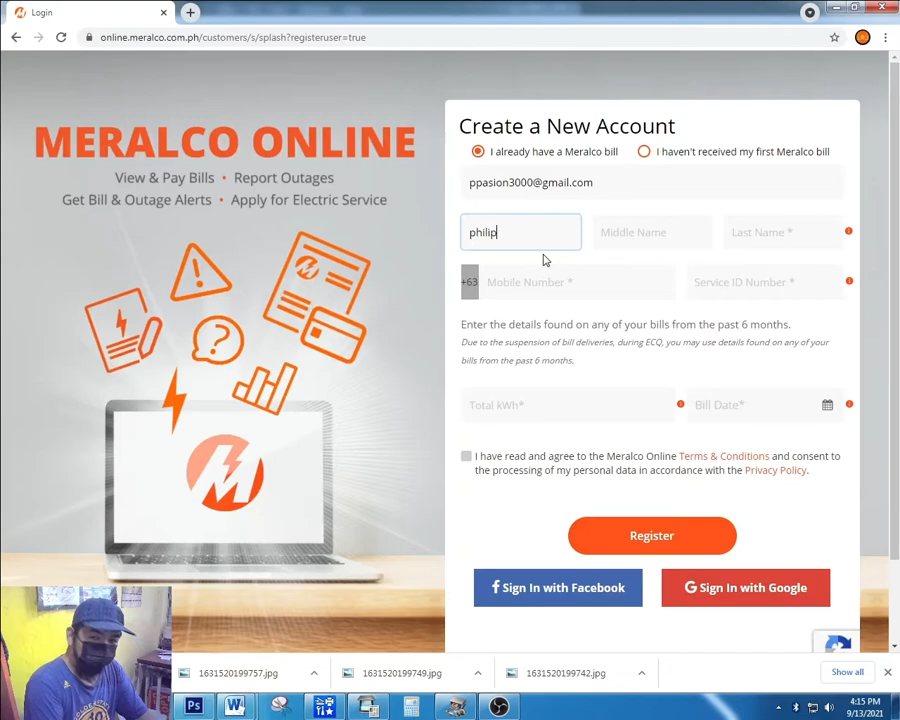 Login
online.meralco.com.ph/customers/s/splash?registeruser=true
MERALCO ONLINE
View & Pay Bills • Report Outages
Get Bill & Outage Alerts • Apply for Electric Service
Create a New Account
I already have a Meralco bill
I haven't received my first Meralco bill
ppasion3000@gmail.com
philip
Middle Name
Last Name *
+63
Mobile Number *
Service ID Number *
Enter the details found on any of your bills from the past 6 months.
Due to the suspension of bill deliveries, during ECQ, you may use details found on any of your
bills from the past 6 months.
Total kWh*
Bill Date*
I have read and agree to the Meralco Online Terms & Conditions and consent to
the processing of my personal data in accordance with the Privacy Policy.
Register
f Sign In with Facebook
G Sign In with Google
1631520199757.jpg
1631520199749.jpg
1631520199742.jpg
Show all
Ps
W
4:15 PM
9/13/2021